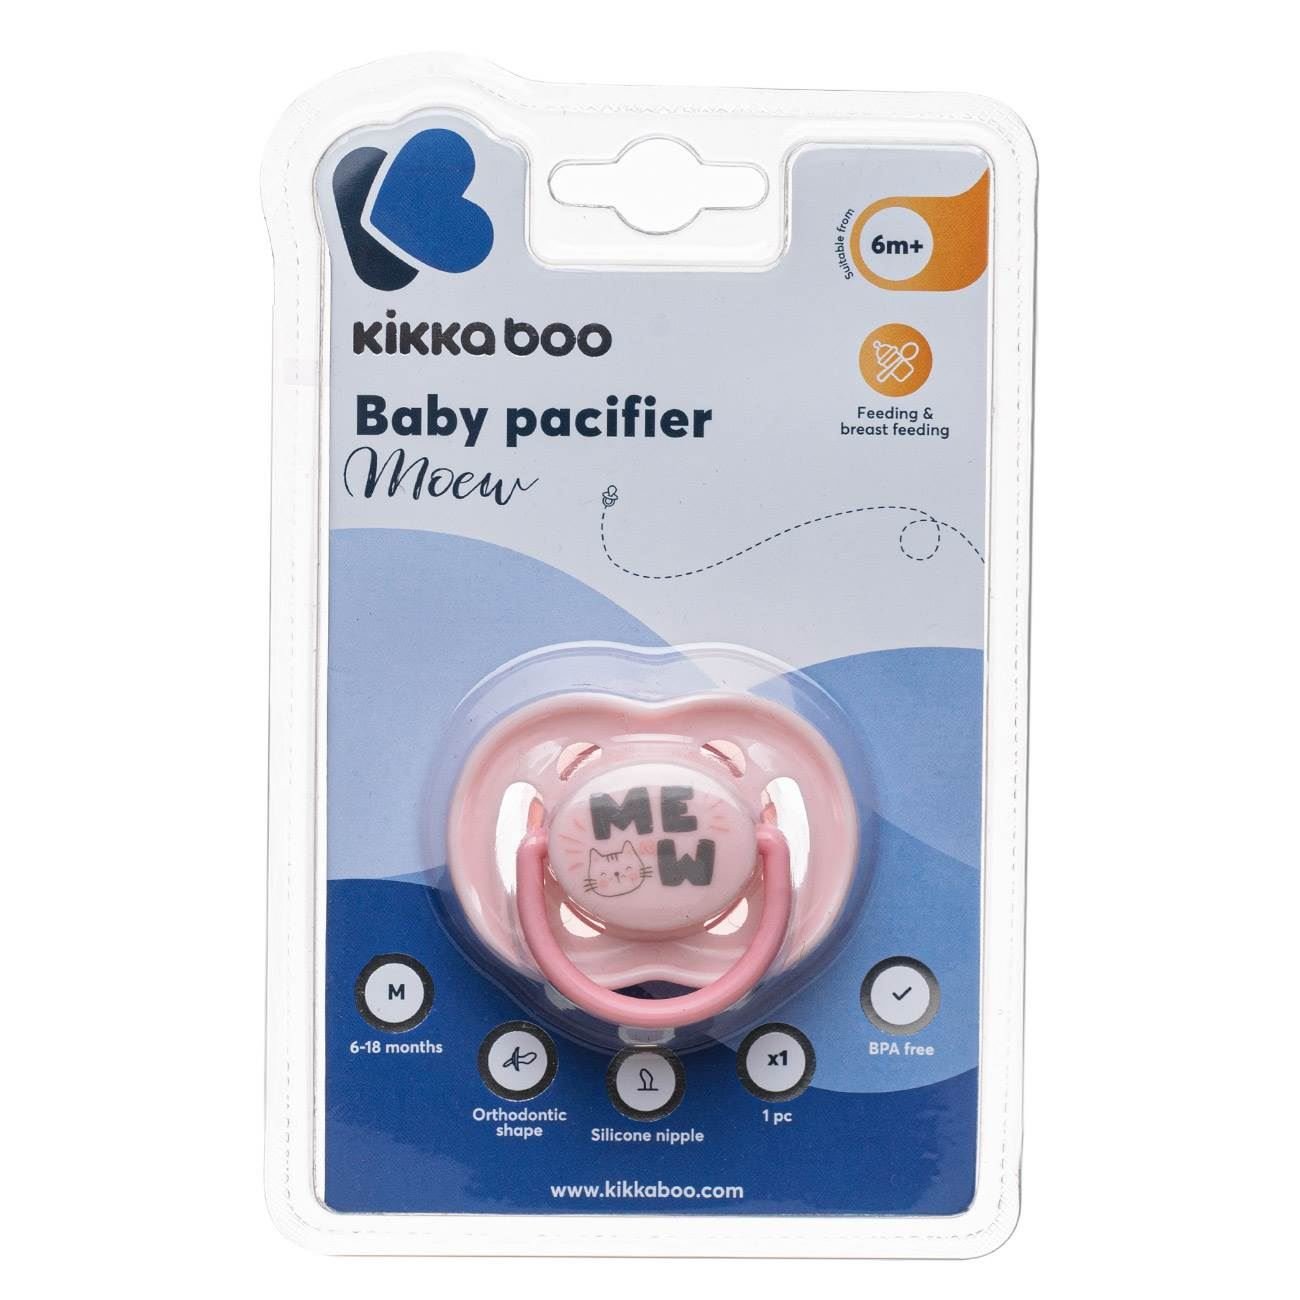 Suitable from
6m+
kikka boo
Baby pacifier
Moew
Feeding &
breast feeding
ME
W
M
6-18 months
Orthodontic
shape
Silicone nipple
x1
1 pc
BPA free
www.kikkaboo.com